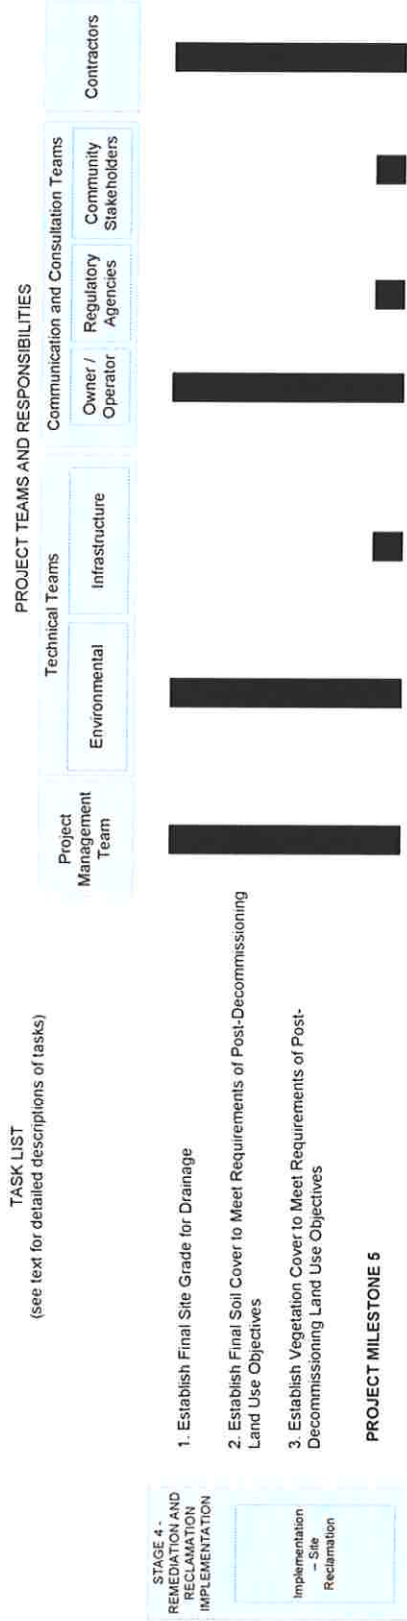 PROJECT TEAMS AND RESPONSIBILITIES
TASK LIST
(see text for detailed descriptions of tasks)
Project
Management
Team
Technical Teams
Environmental
Infrastructure
Communication and Consultation Teams
Owner /
Operator
Regulatory
Agencies
Community
Stakeholders
Contractors
STAGE 4 -
REMEDIATION AND
RECLAMATION
IMPLEMENTATION
Implementation
– Site
Reclamation
1. Establish Final Site Grade for Drainage
2. Establish Final Soil Cover to Meet Requirements of Post-Decommissioning
Land Use Objectives
3. Establish Vegetation Cover to Meet Requirements of Post-
Decommissioning Land Use Objectives
PROJECT MILESTONE 5